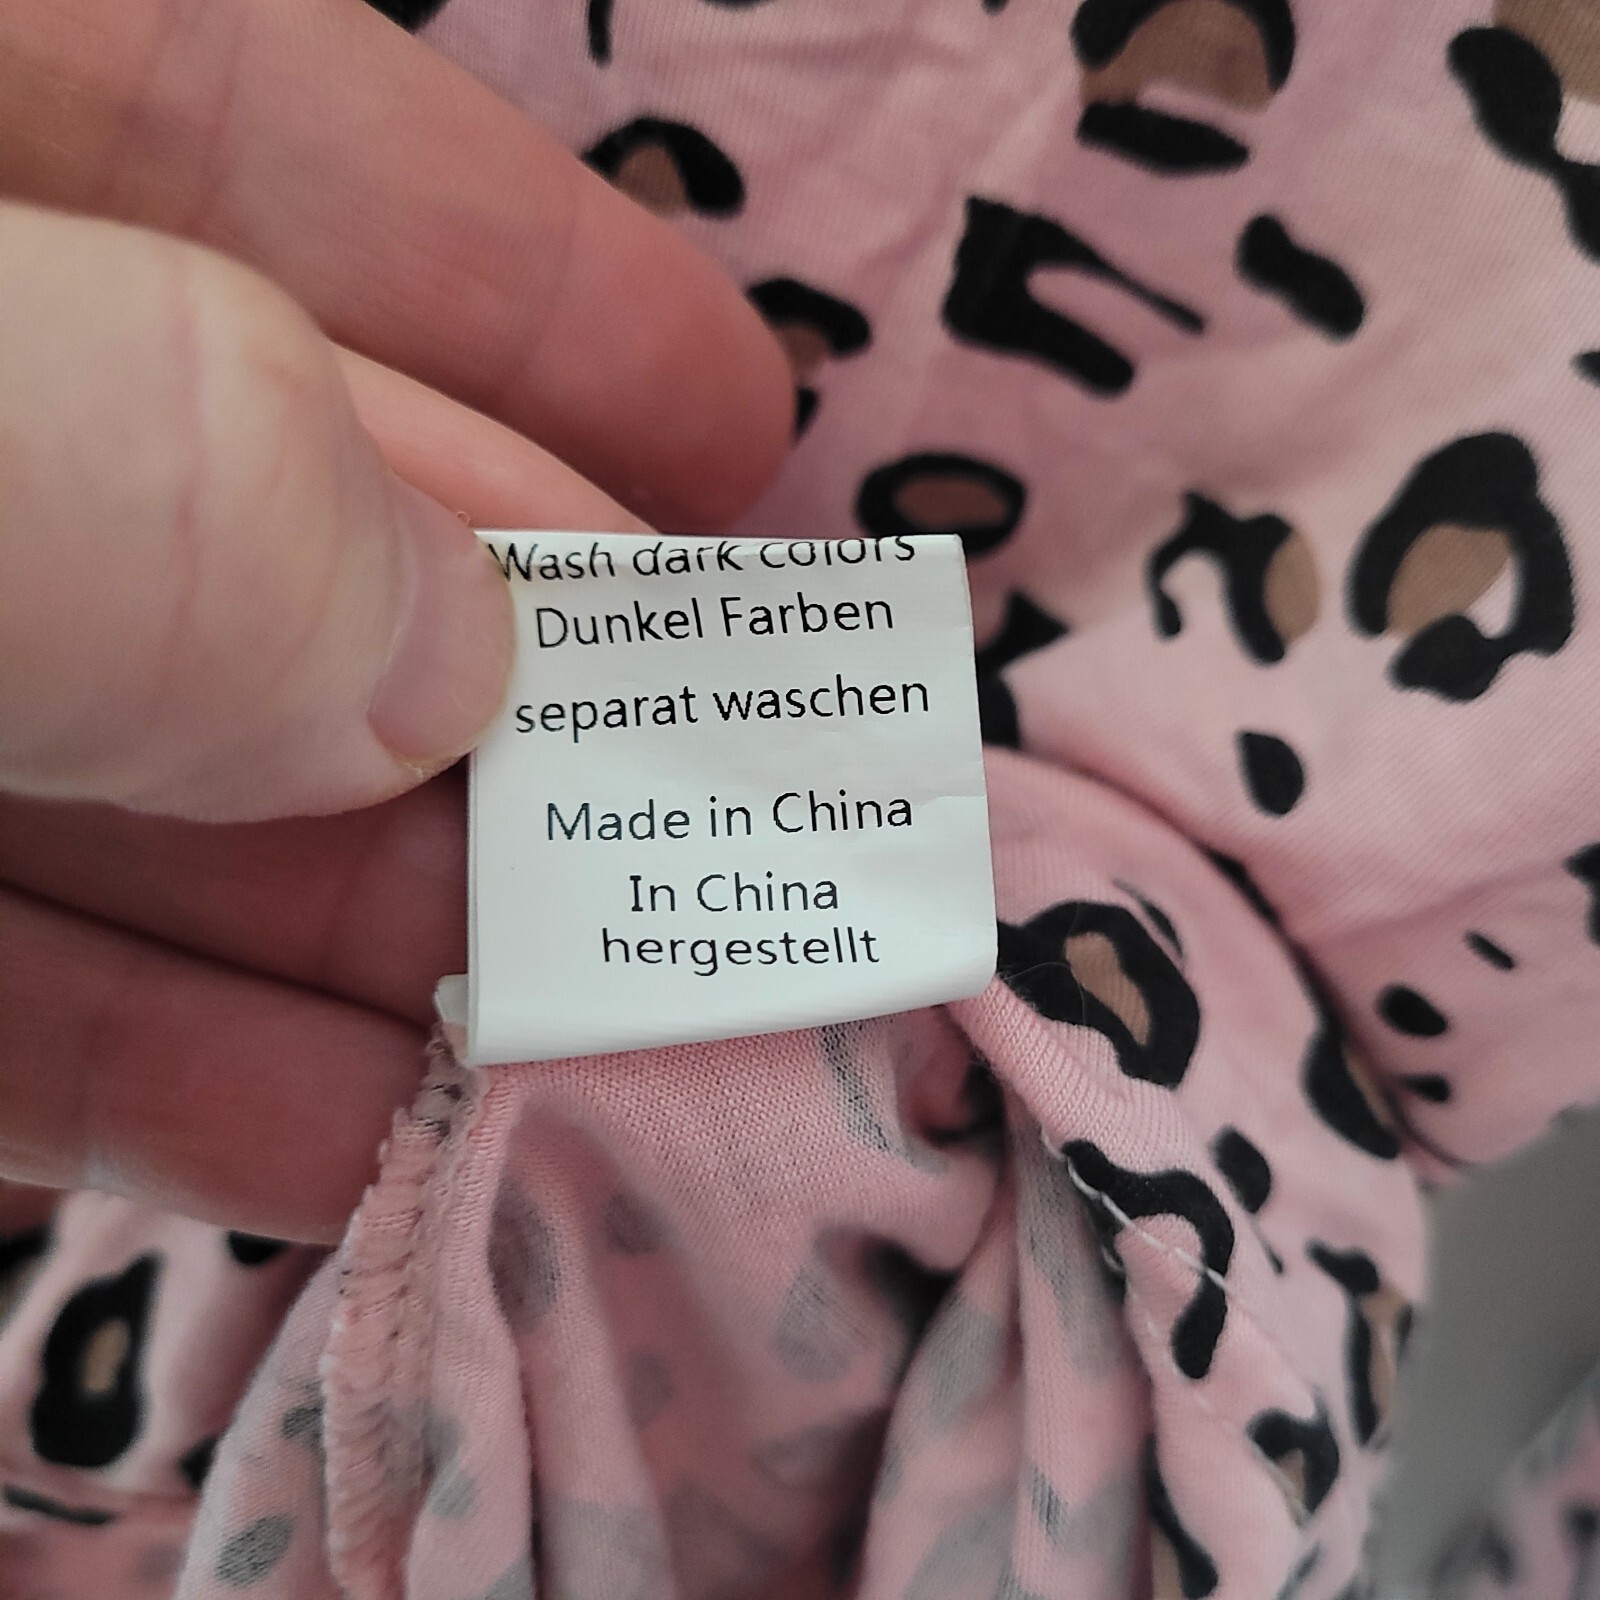 Wash dark colors
Dunkel Farben
separat waschen
Made in China
In China
hergestellt